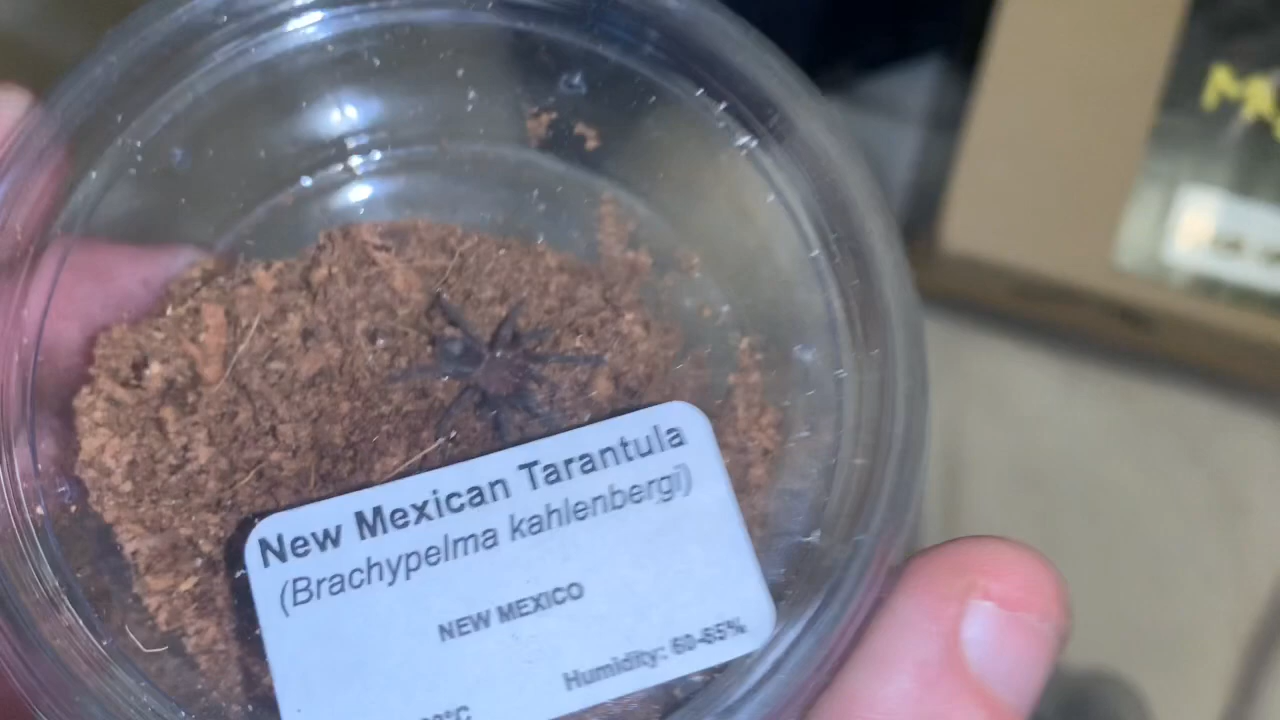 New Mexican Tarantula
(Brachypelma kahlenbergi)
NEW MEXICO
Humidity: 60-65%